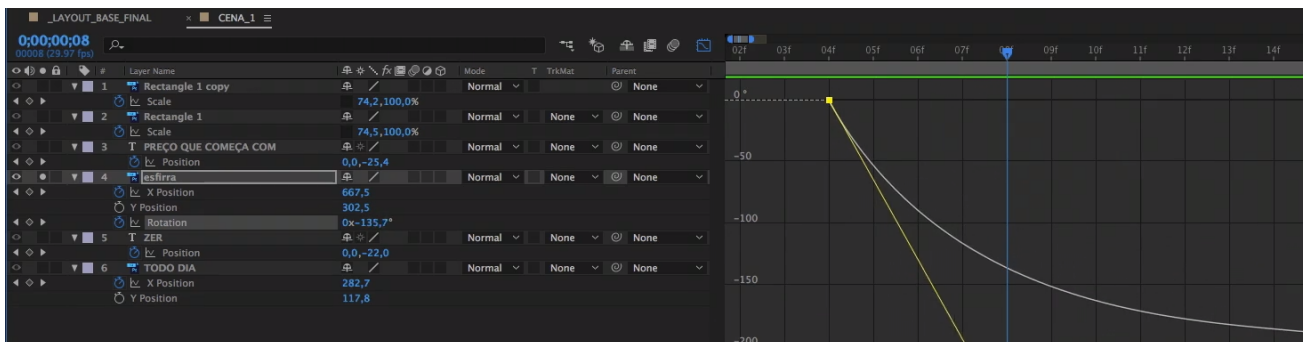 _LAYOUT_BASE_FINAL × CENA_1 ≡
0;00;00;08
00008 (29.97 fps)
02f 03f 04f 05f 06f 07f 08f 09f 10f 11f 12f 13f 14f
# Layer Name Mode T TrkMat Parent
1 Rectangle 1 copy Normal None
Scale 74,2,100,0%
2 Rectangle 1 Normal None None
Scale 74,5,100,0%
3 T PREÇO QUE COMEÇA COM Normal None None
Position 0,0,-25,4
4 esfirra Normal None None
X Position 667,5
Y Position 302,5
Rotation 0x-135,7°
5 T ZER Normal None None
Position 0,0,-22,0
6 TODO DIA Normal None None
X Position 282,7
Y Position 117,8
0 °
-50
-100
-150
-200